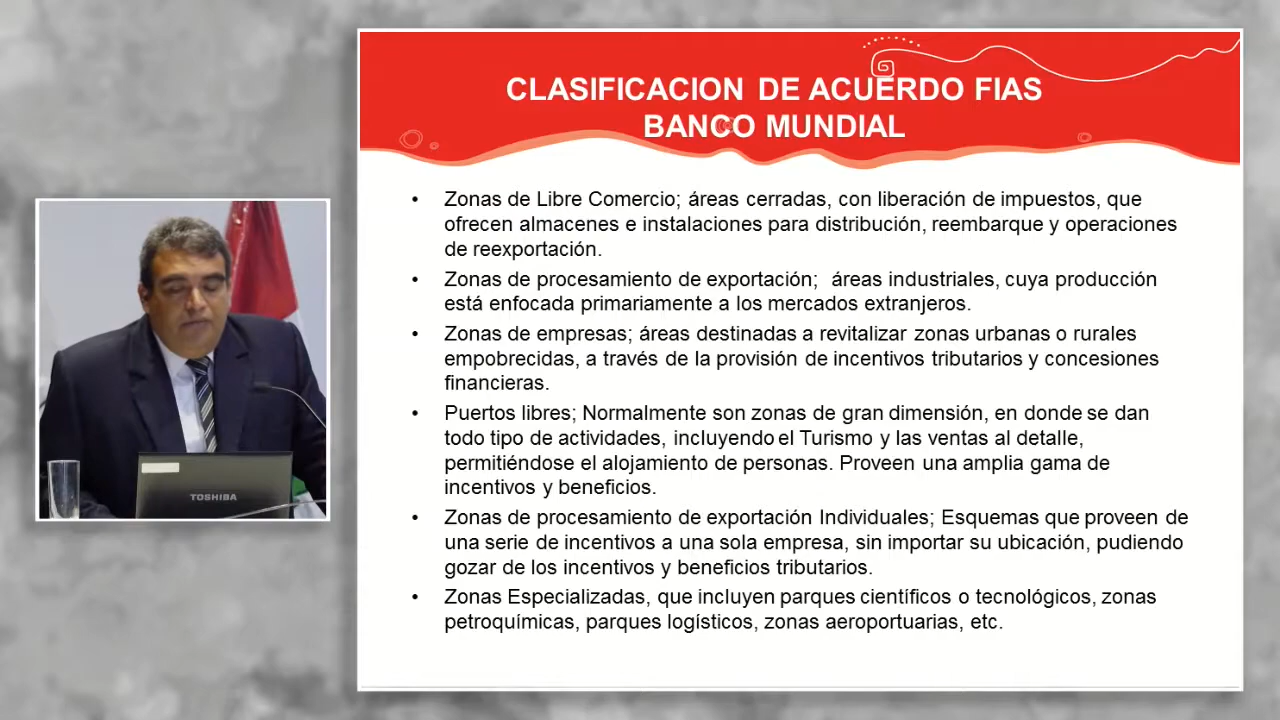 CLASIFICACION DE ACUERDO FIAS
BANCO MUNDIAL
• Zonas de Libre Comercio; áreas cerradas, con liberación de impuestos, que
ofrecen almacenes e instalaciones para distribución, reembarque y operaciones
de reexportación.
• Zonas de procesamiento de exportación; áreas industriales, cuya producción
está enfocada primariamente a los mercados extranjeros.
• Zonas de empresas; áreas destinadas a revitalizar zonas urbanas o rurales
empobrecidas, a través de la provisión de incentivos tributarios y concesiones
financieras.
• Puertos libres; Normalmente son zonas de gran dimensión, en donde se dan
todo tipo de actividades, incluyendo el Turismo y las ventas al detalle,
permitiéndose el alojamiento de personas. Proveen una amplia gama de
incentivos y beneficios.
• Zonas de procesamiento de exportación Individuales; Esquemas que proveen de
una serie de incentivos a una sola empresa, sin importar su ubicación, pudiendo
gozar de los incentivos y beneficios tributarios.
• Zonas Especializadas, que incluyen parques científicos o tecnológicos, zonas
petroquímicas, parques logísticos, zonas aeroportuarias, etc.
TOSHIBA